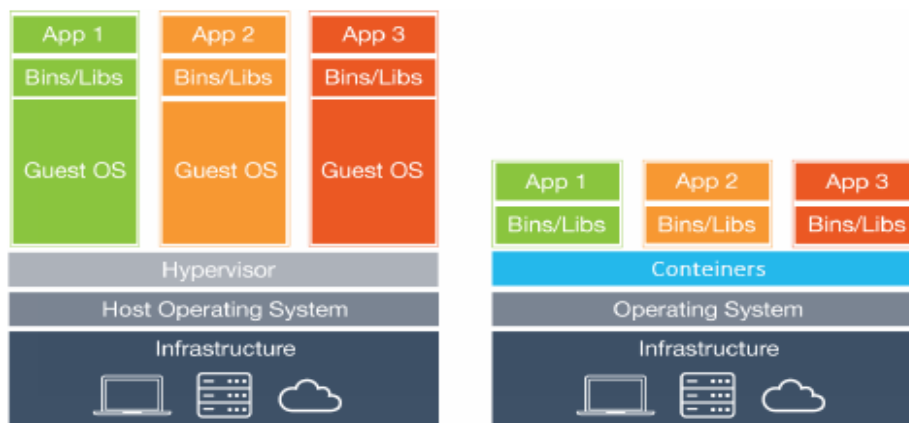 App 1
App 2
App 3
Bins/Libs
Bins/Libs
Bins/Libs
Guest OS
Guest OS
Guest OS
Hypervisor
Host Operating System
Infrastructure
App 1
App 2
App 3
Bins/Libs
Bins/Libs
Bins/Libs
Conteiners
Operating System
Infrastructure